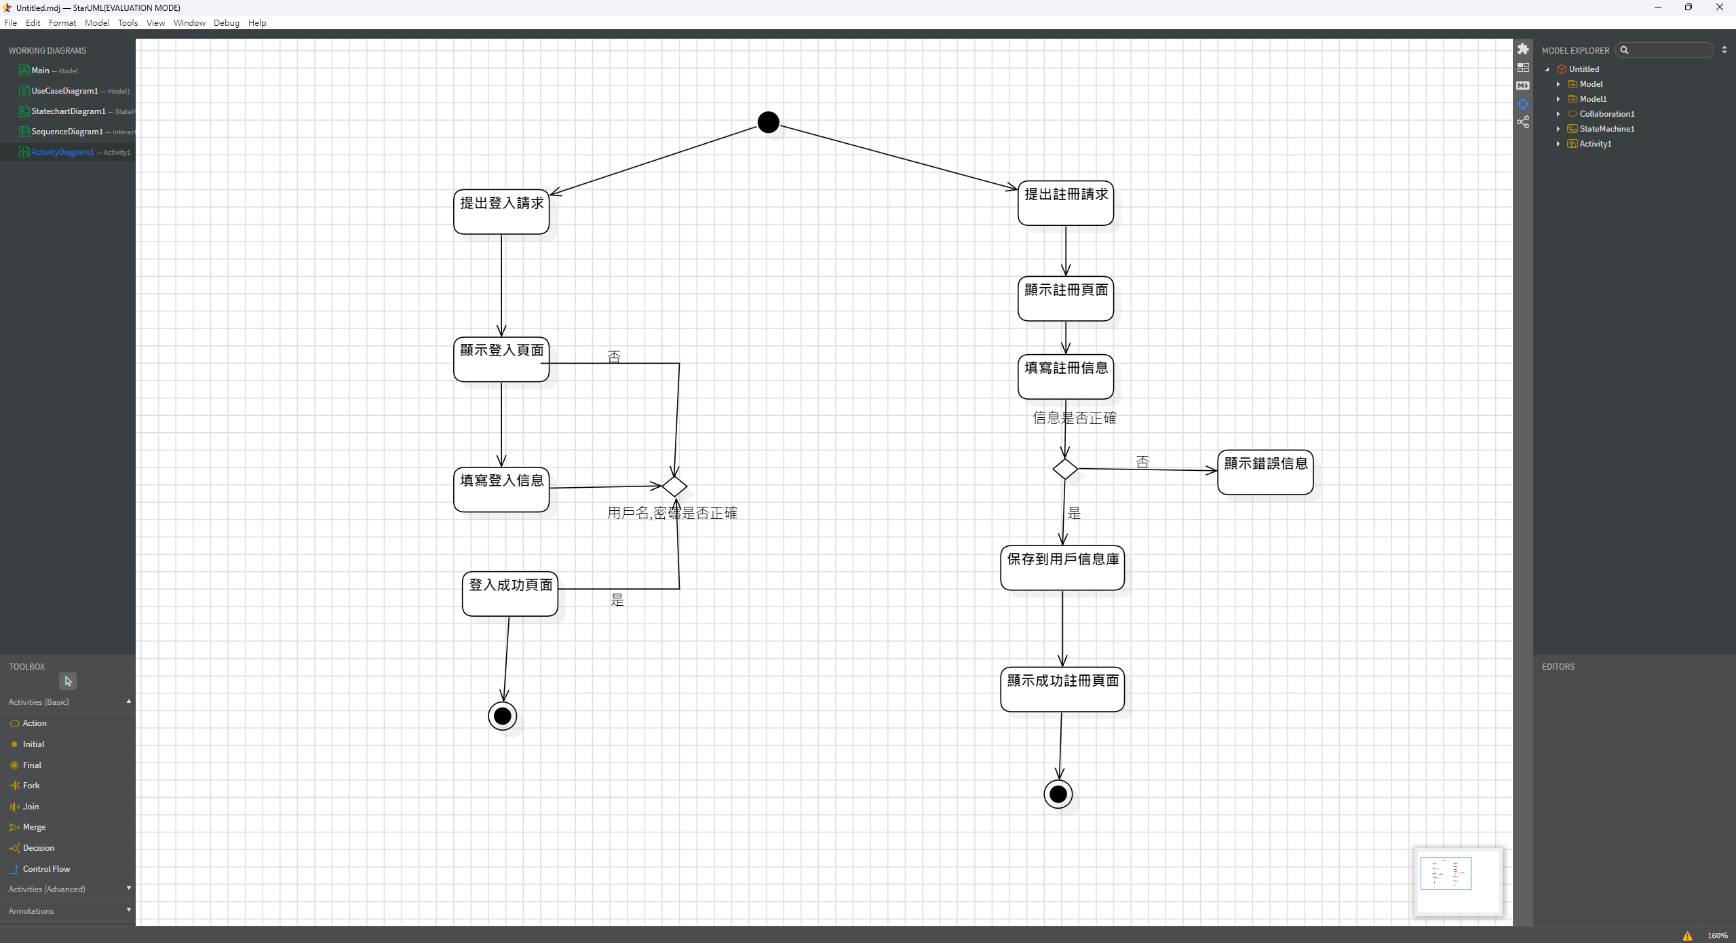 Untitled.mdj — StarUML(EVALUATION MODE)
File Edit Format Model Tools View Window Debug Help
WORKING DIAGRAMS
Main — Model
UseCaseDiagram1 — Model1
StatechartDiagram1 — StateM
SequenceDiagram1 — Interact
ActivityDiagram1 — Activity1
TOOLBOX
Activities (Basic)
Action
Initial
Final
Fork
Join
Merge
Decision
Control Flow
Activities (Advanced)
Annotations
提出登入請求
顯示登入頁面
否
填寫登入信息
用戶名,密碼是否正確
登入成功頁面
是
提出註冊請求
顯示註冊頁面
填寫註冊信息
信息是否正確
否
顯示錯誤信息
是
保存到用戶信息庫
顯示成功註冊頁面
MODEL EXPLORER
Untitled
Model
Model1
Collaboration1
StateMachine1
Activity1
EDITORS
160%